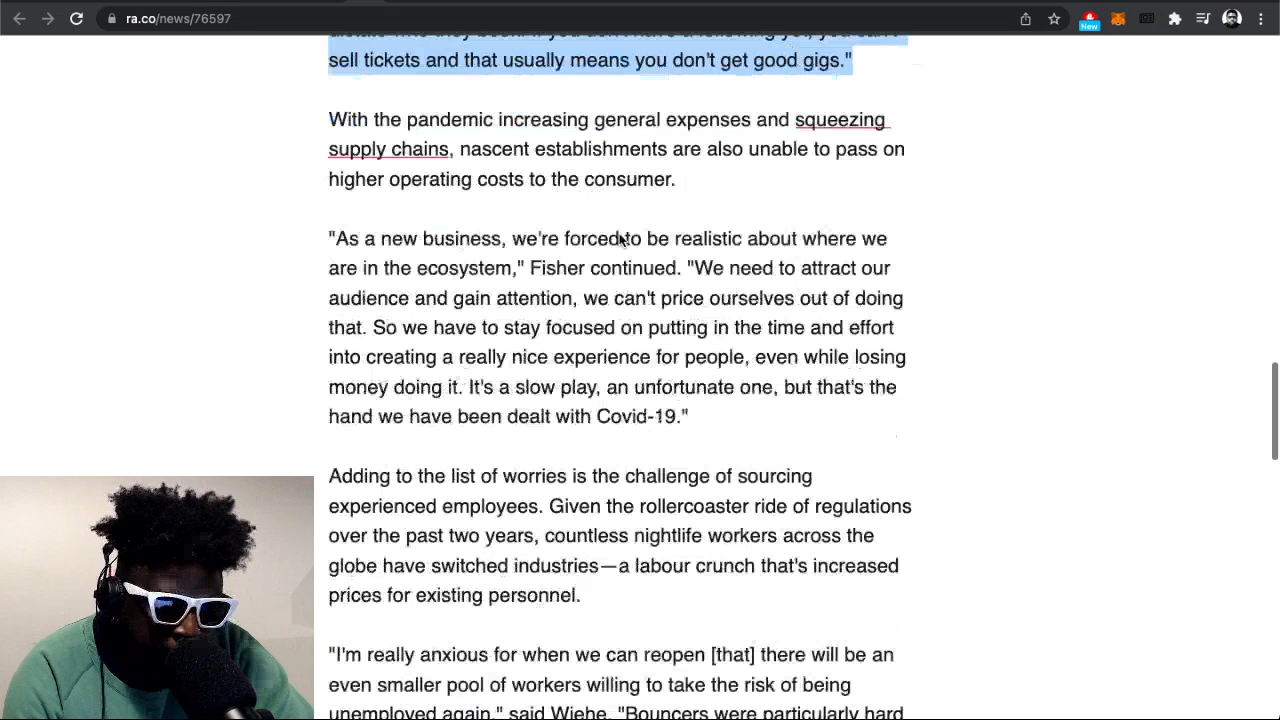 ra.co/news/76597
New
sell tickets and that usually means you don't get good gigs."
With the pandemic increasing general expenses and squeezing
supply chains, nascent establishments are also unable to pass on
higher operating costs to the consumer.
"As a new business, we're forced to be realistic about where we
are in the ecosystem," Fisher continued. "We need to attract our
audience and gain attention, we can't price ourselves out of doing
that. So we have to stay focused on putting in the time and effort
into creating a really nice experience for people, even while losing
money doing it. It's a slow play, an unfortunate one, but that's the
hand we have been dealt with Covid-19."
Adding to the list of worries is the challenge of sourcing
experienced employees. Given the rollercoaster ride of regulations
over the past two years, countless nightlife workers across the
globe have switched industries—a labour crunch that's increased
prices for existing personnel.
"I'm really anxious for when we can reopen [that] there will be an
even smaller pool of workers willing to take the risk of being
unemployed again," said Wiehe. "Bouncers were particularly hard